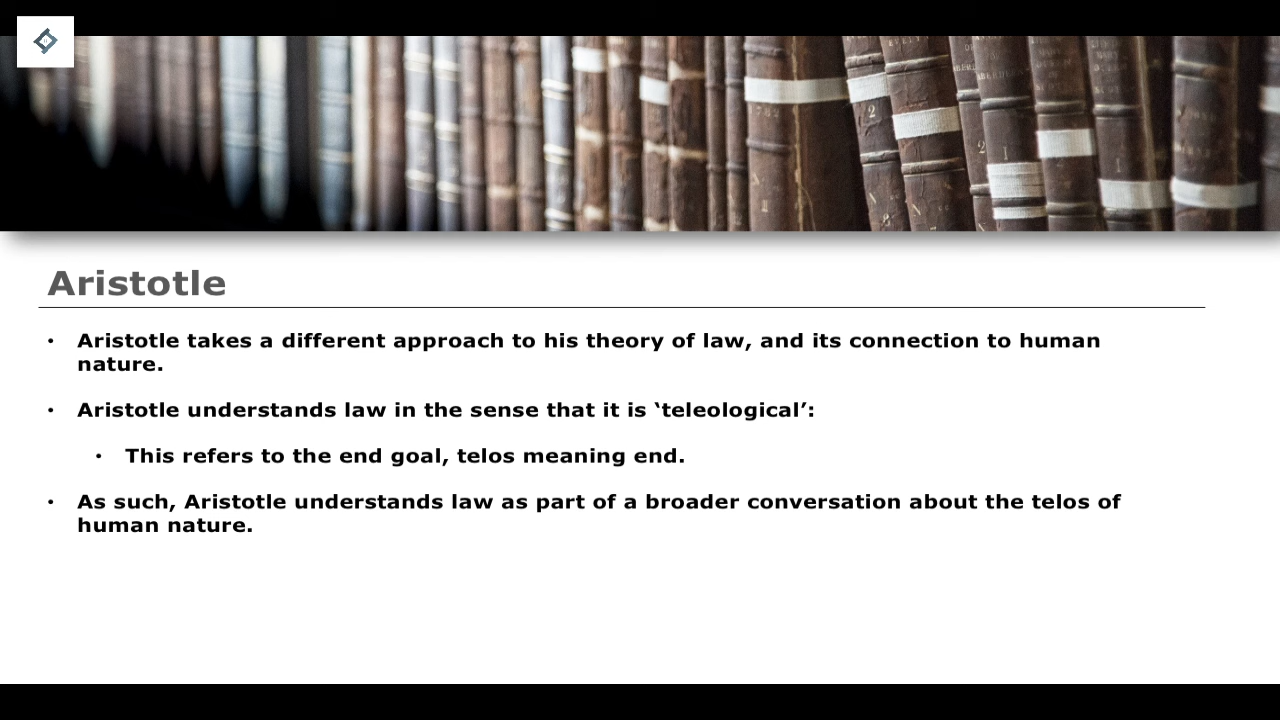 Aristotle
• Aristotle takes a different approach to his theory of law, and its connection to human
nature.
• Aristotle understands law in the sense that it is ‘teleological’:
• This refers to the end goal, telos meaning end.
• As such, Aristotle understands law as part of a broader conversation about the telos of
human nature.